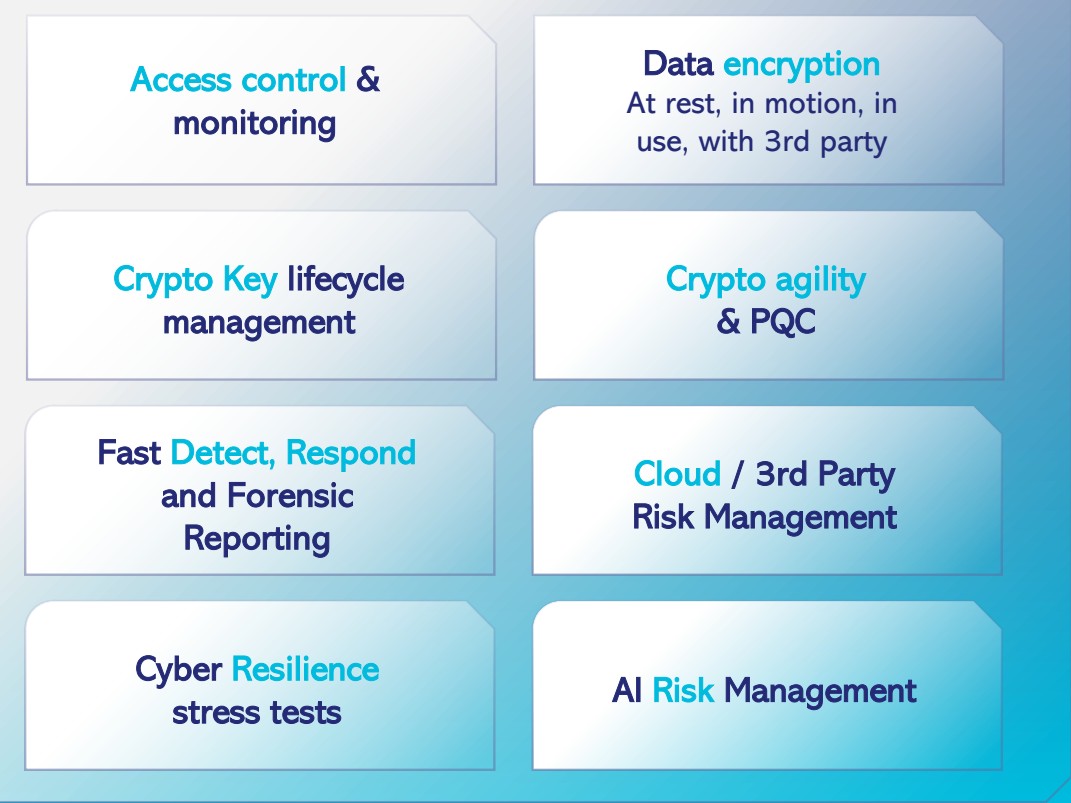 Access control &
monitoring
Data encryption
At rest, in motion, in
use, with 3rd party
Crypto Key lifecycle
management
Crypto agility
& PQC
Fast Detect, Respond
and Forensic
Reporting
Cloud / 3rd Party
Risk Management
Cyber Resilience
stress tests
AI Risk Management